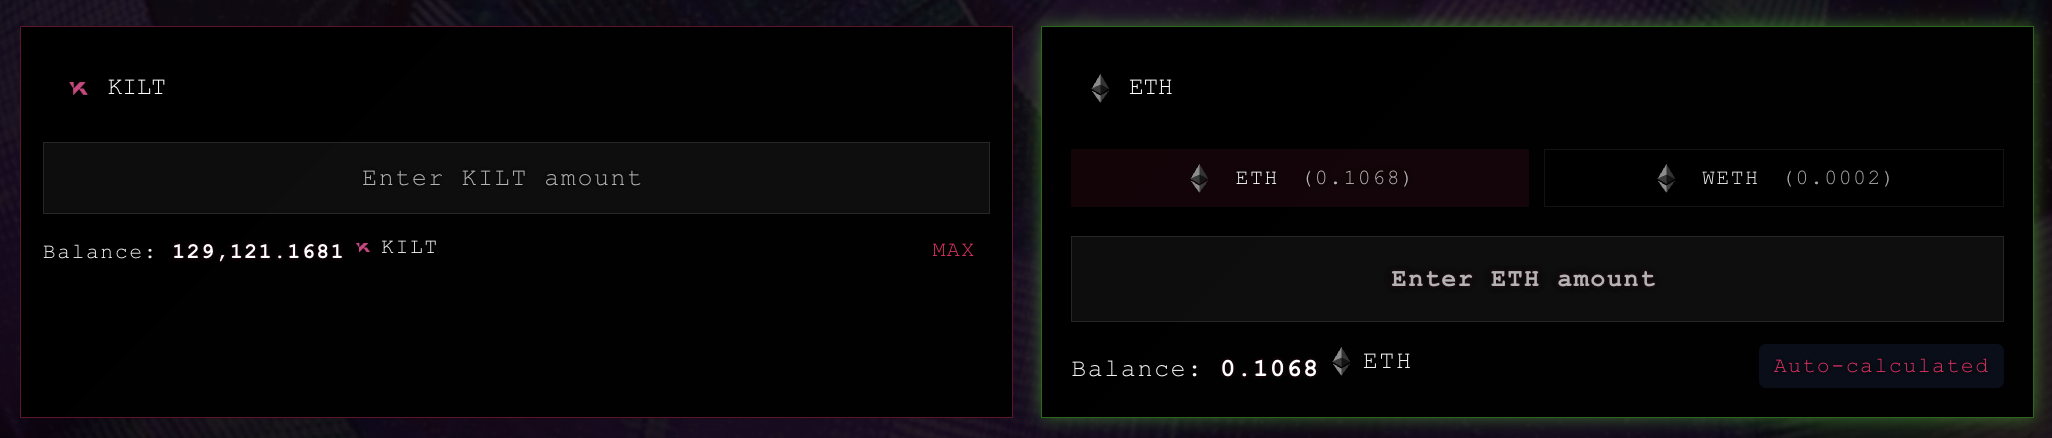 KILT
Enter KILT amount
Balance: 129,121.1681 KILT
MAX
ETH
ETH (0.1068)
WETH (0.0002)
Enter ETH amount
Balance: 0.1068 ETH
Auto-calculated